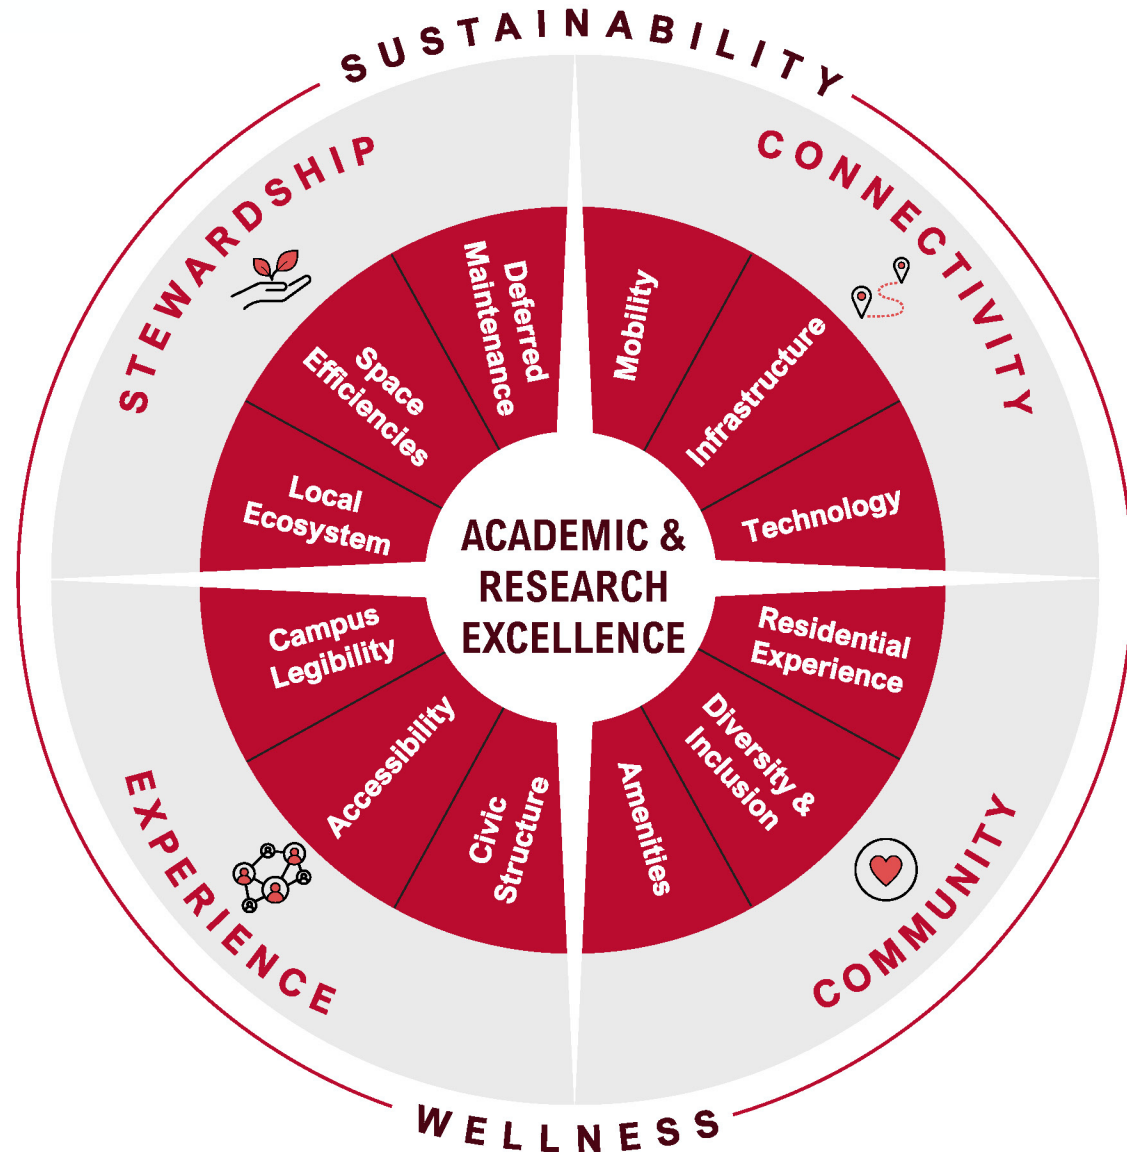 SUSTAINABILITY
STEWARDSHIP
CONNECTIVITY
Deferred
Maintenance
Space
Efficiencies
Local
Ecosystem
Mobility
Infrastructure
Technology
ACADEMIC &
RESEARCH
EXCELLENCE
Campus
Legibility
Accessibility
Civic
Structure
Residential
Experience
Diversity &
Inclusion
Amenities
EXPERIENCE
COMMUNITY
WELLNESS